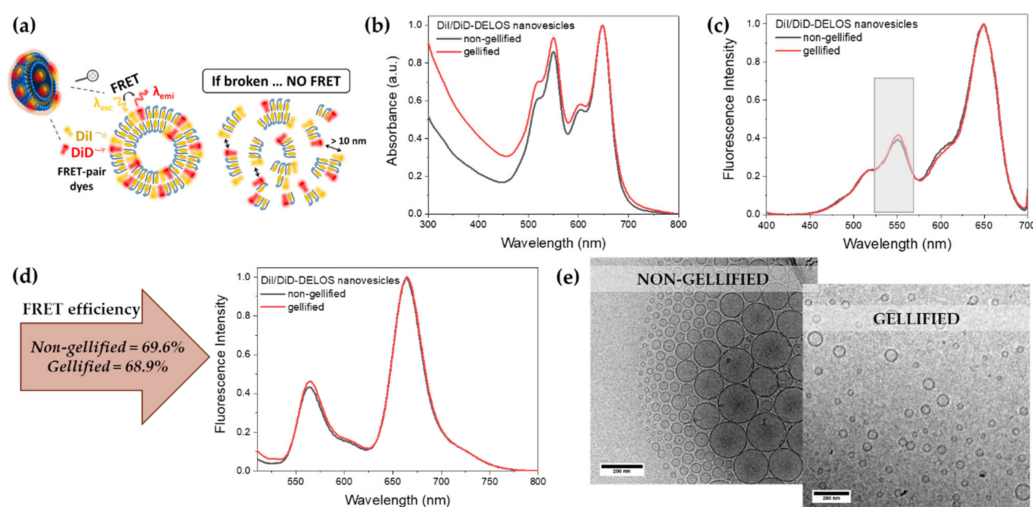 (a)
FRET
λemi
λexc
DiI
DiD
FRET-pair
dyes
If broken ... NO FRET
> 10 nm
(b)
DiI/DiD-DELOS nanovesicles
non-gellified
gellified
Absorbance (a.u.)
1.0
0.8
0.6
0.4
0.2
0.0
300 400 500 600 700 800
Wavelength (nm)
(c)
DiI/DiD-DELOS nanovesicles
non-gellified
gellified
Fluorescence Intensity
1.0
0.8
0.6
0.4
0.2
0.0
400 450 500 550 600 650 700
Wavelength (nm)
(d)
FRET efficiency
Non-gellified = 69.6%
Gellified = 68.9%
DiI/DiD-DELOS nanovesicles
non-gellified
gellified
Fluorescence Intensity
1.0
0.8
0.6
0.4
0.2
0.0
550 600 650 700 750 800
Wavelength (nm)
(e)
NON-GELLIFIED
200 nm
GELLIFIED
200 nm